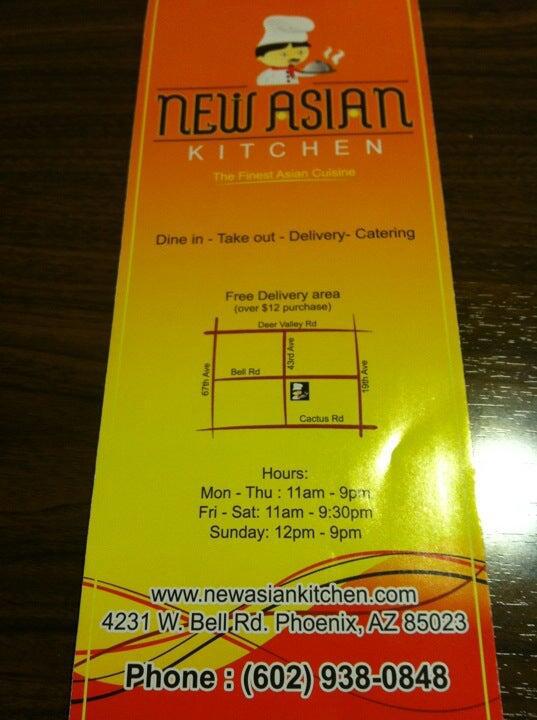 NEW ASIAN
KITCHEN
The Finest Asian Cuisine
Dine in - Take out - Delivery- Catering
Free Delivery area
(over $12 purchase)
Deer Valley Rd
67th Ave
43rd Ave
19th Ave
Bell Rd
Cactus Rd
Hours:
Mon - Thu : 11am - 9pm
Fri - Sat: 11am - 9:30pm
Sunday: 12pm - 9pm
www.newasiankitchen.com
4231 W. Bell Rd. Phoenix, AZ 85023
Phone : (602) 938-0848